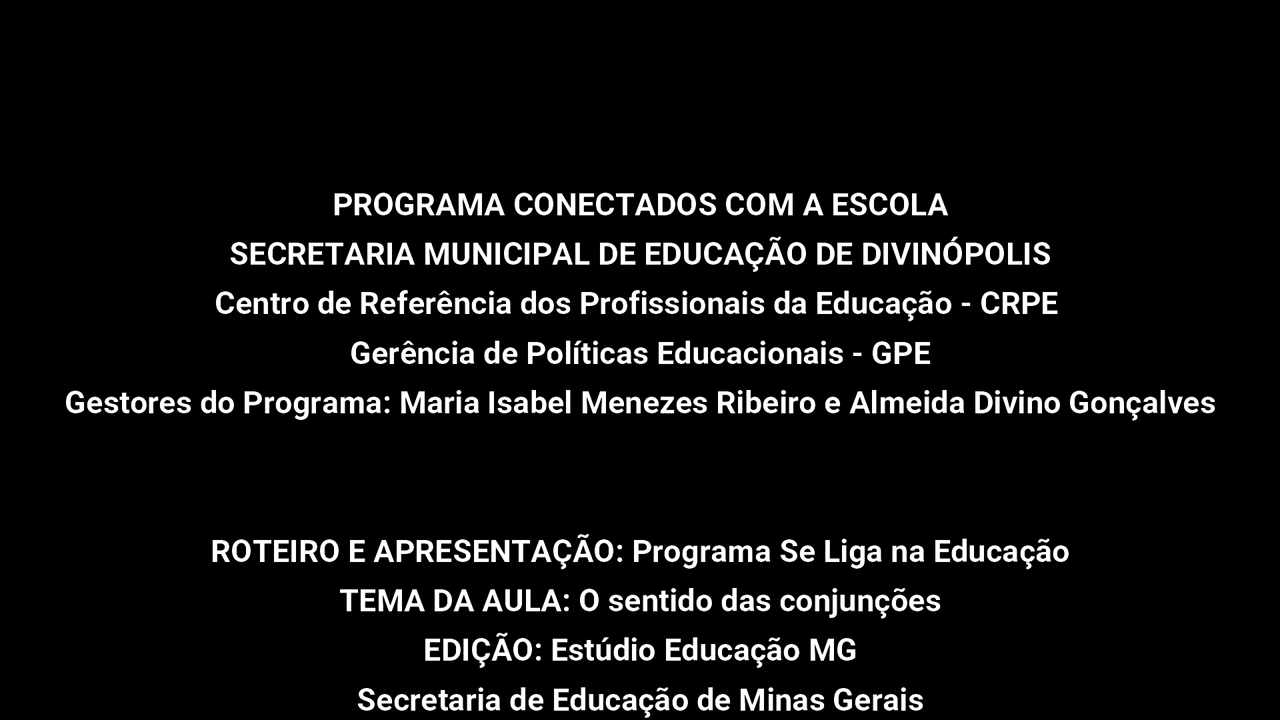 PROGRAMA CONECTADOS COM A ESCOLA
SECRETARIA MUNICIPAL DE EDUCAÇÃO DE DIVINÓPOLIS
Centro de Referência dos Profissionais da Educação - CRPE
Gerência de Políticas Educacionais - GPE
Gestores do Programa: Maria Isabel Menezes Ribeiro e Almeida Divino Gonçalves
ROTEIRO E APRESENTAÇÃO: Programa Se Liga na Educação
TEMA DA AULA: O sentido das conjunções
EDIÇÃO: Estúdio Educação MG
Secretaria de Educação de Minas Gerais